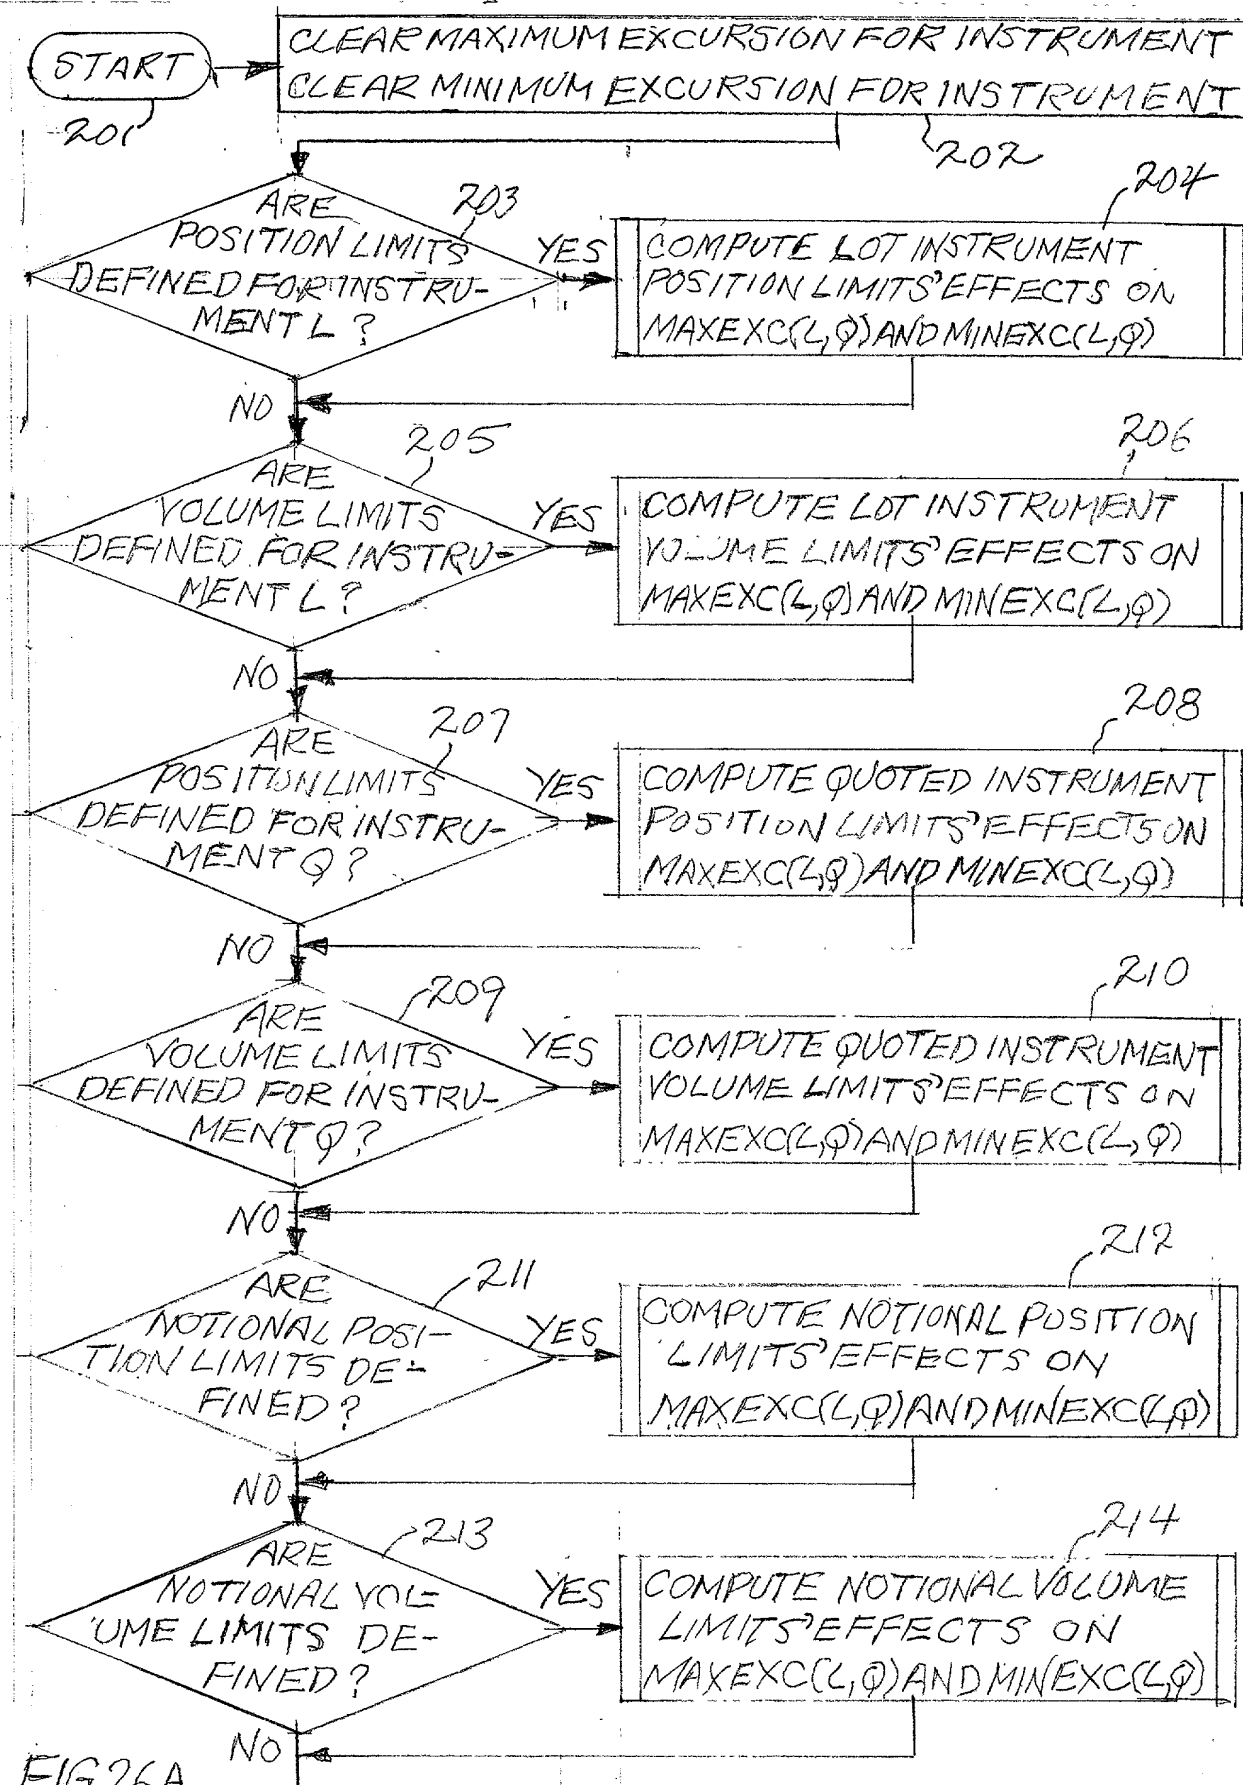 START
201
CLEAR MAXIMUM EXCURSION FOR INSTRUMENT
CLEAR MINIMUM EXCURSION FOR INSTRUMENT
202
ARE
POSITION LIMITS
DEFINED FOR INSTRU-
MENT L ?
203
YES
NO
204
COMPUTE LOT INSTRUMENT
POSITION LIMITS' EFFECTS ON
MAXEXC(L,Q) AND MINEXC(L,Q)
ARE
VOLUME LIMITS
DEFINED FOR INSTRU-
MENT L ?
205
YES
NO
206
COMPUTE LOT INSTRUMENT
VOLUME LIMITS' EFFECTS ON
MAXEXC(L,Q) AND MINEXC(L,Q)
ARE
POSITION LIMITS
DEFINED FOR INSTRU-
MENT Q ?
207
YES
NO
208
COMPUTE QUOTED INSTRUMENT
POSITION LIMITS' EFFECTS ON
MAXEXC(L,Q) AND MINEXC(L,Q)
ARE
VOLUME LIMITS
DEFINED FOR INSTRU-
MENT Q ?
209
YES
NO
210
COMPUTE QUOTED INSTRUMENT
VOLUME LIMITS' EFFECTS ON
MAXEXC(L,Q) AND MINEXC(L,Q)
ARE
NOTIONAL POSI-
TION LIMITS DE-
FINED ?
211
YES
NO
212
COMPUTE NOTIONAL POSITION
LIMITS' EFFECTS ON
MAXEXC(L,Q) AND MINEXC(L,Q)
ARE
NOTIONAL VOL-
UME LIMITS DE-
FINED ?
213
YES
NO
214
COMPUTE NOTIONAL VOLUME
LIMITS' EFFECTS ON
MAXEXC(L,Q) AND MINEXC(L,Q)
FIG 26A